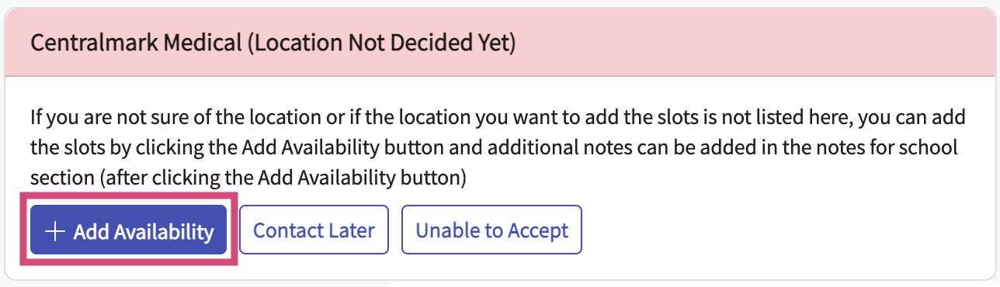 Centralmark Medical (Location Not Decided Yet)
If you are not sure of the location or if the location you want to add the slots is not listed here, you can add
the slots by clicking the Add Availability button and additional notes can be added in the notes for school
section (after clicking the Add Availability button)
+ Add Availability Contact Later Unable to Accept